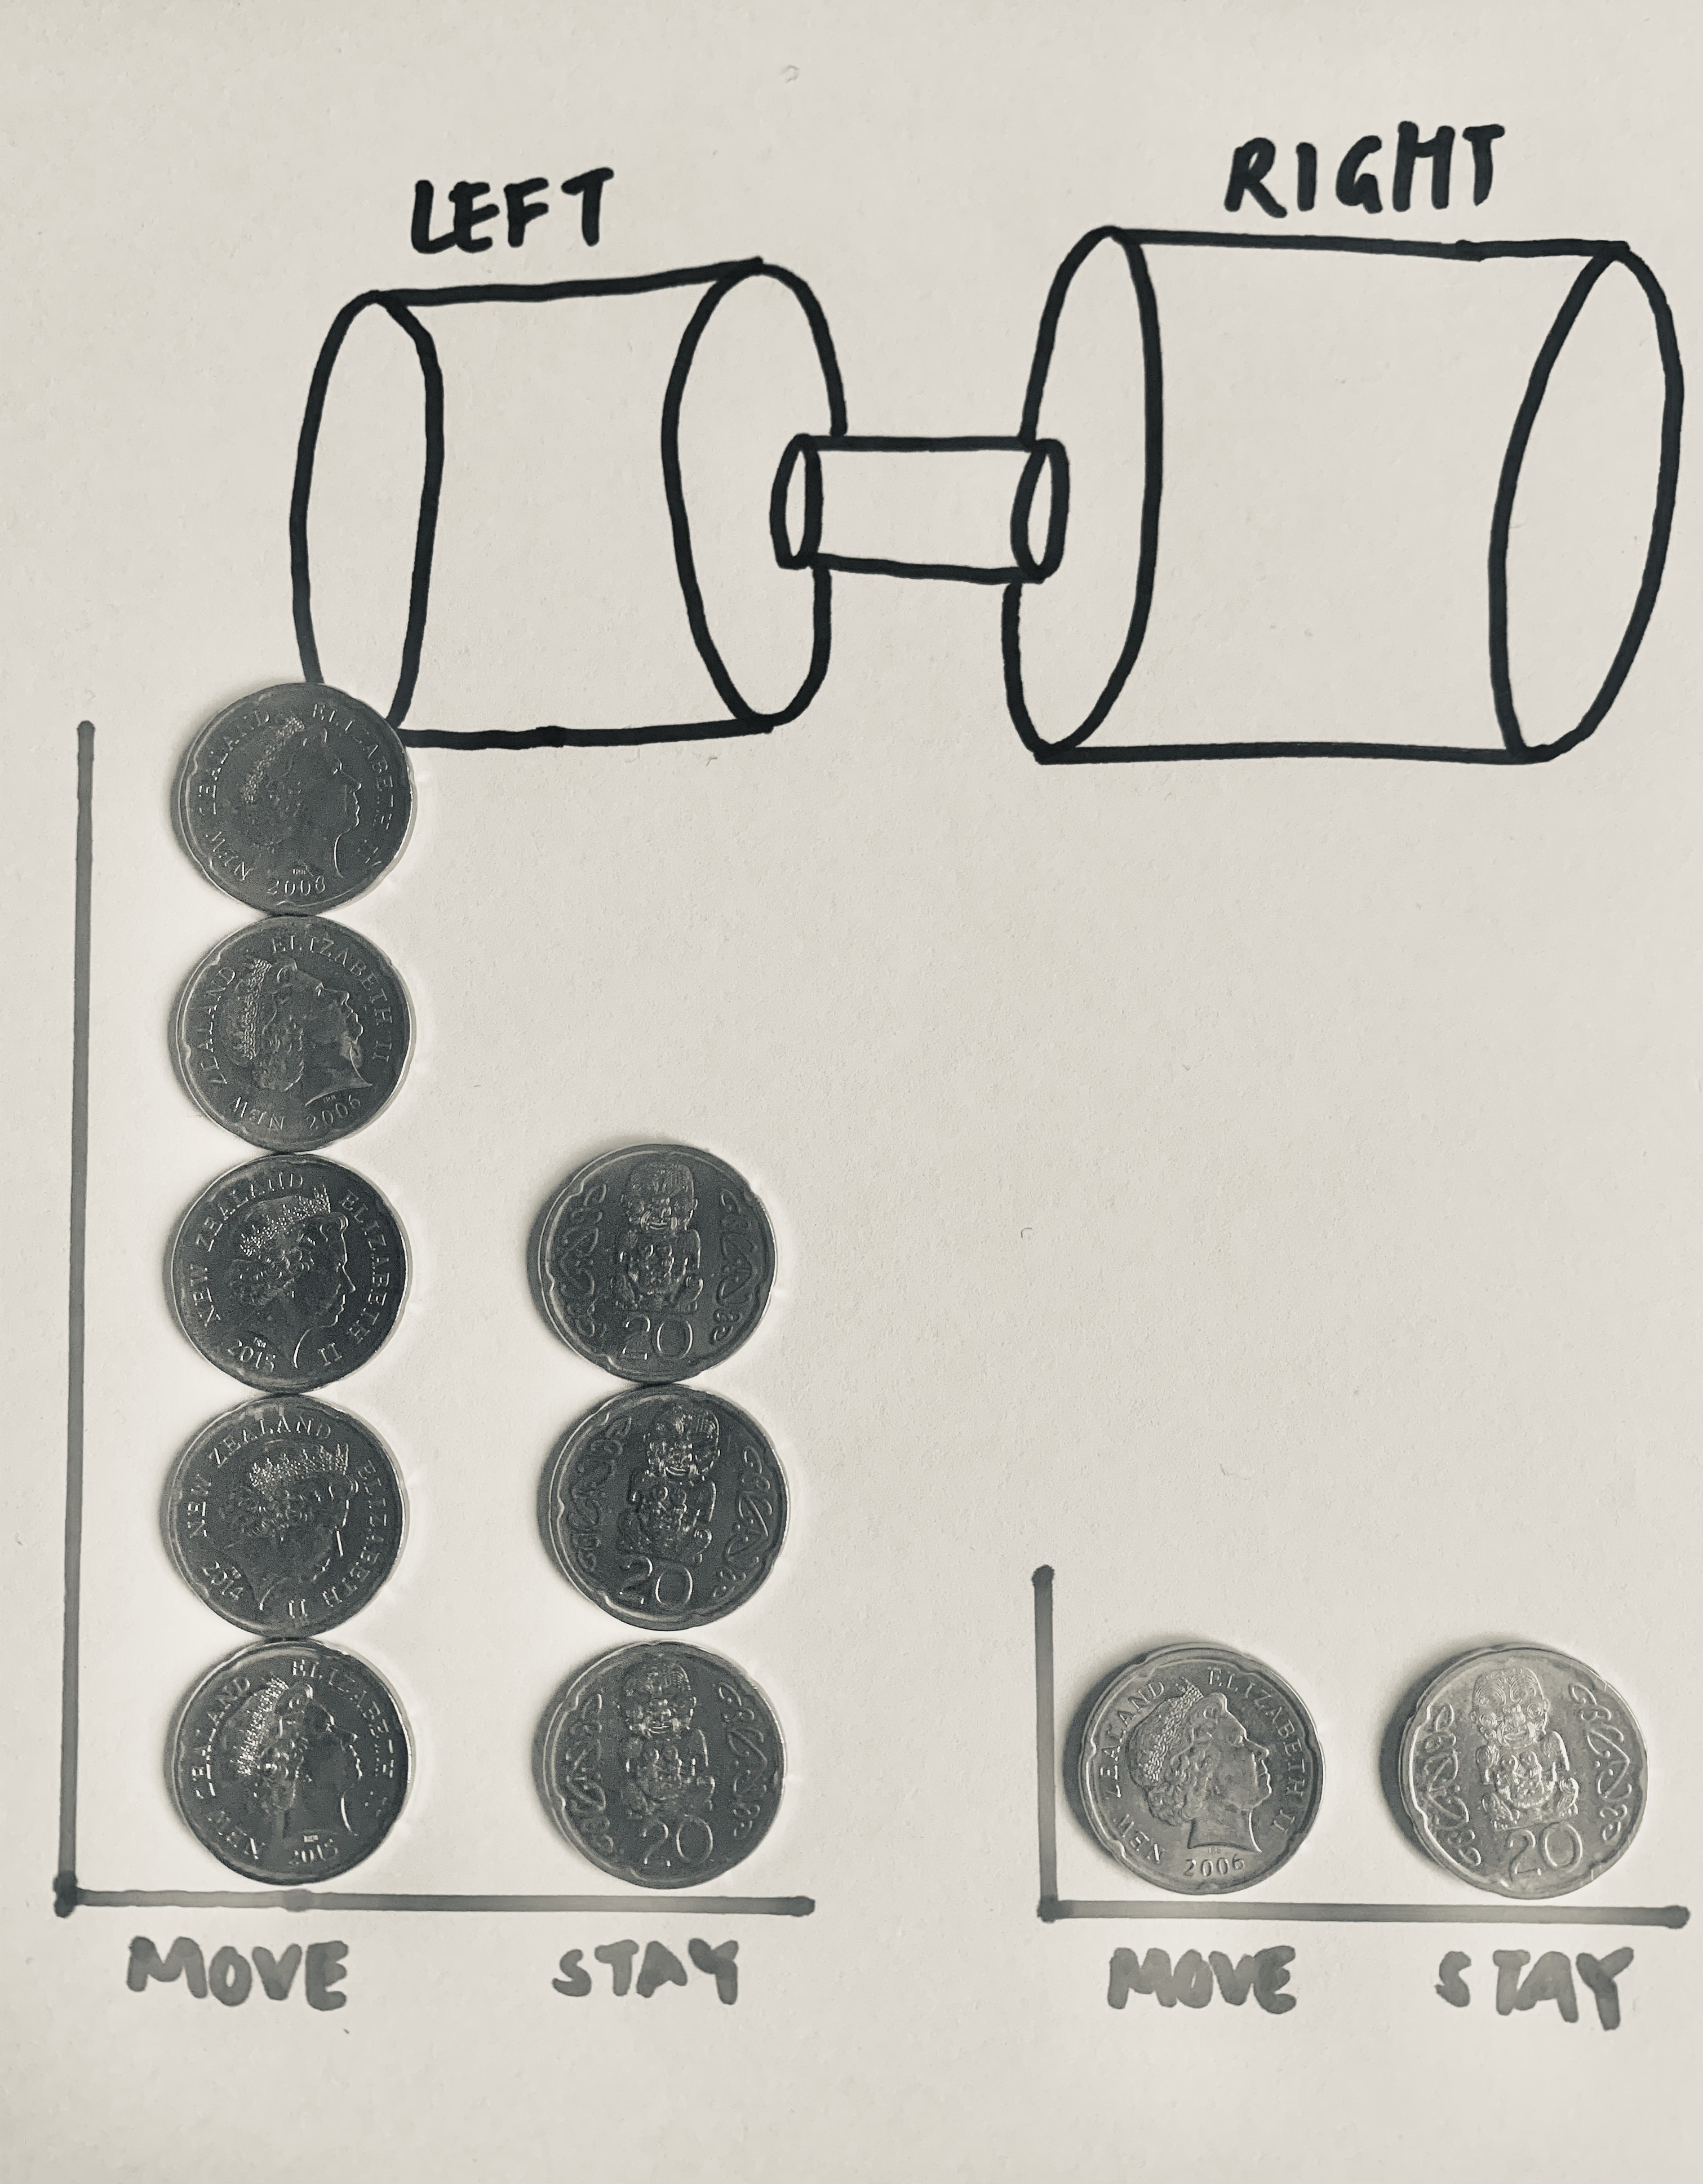 LEFT
RIGHT
NEW ZEALAND ELIZABETH II
2006
NEW ZEALAND ELIZABETH II
2006
NEW ZEALAND ELIZABETH II
2015
20
NEW ZEALAND ELIZABETH II
2014
20
NEW ZEALAND ELIZABETH II
2015
20
NEW ZEALAND ELIZABETH II
2006
20
MOVE STAY MOVE STAY